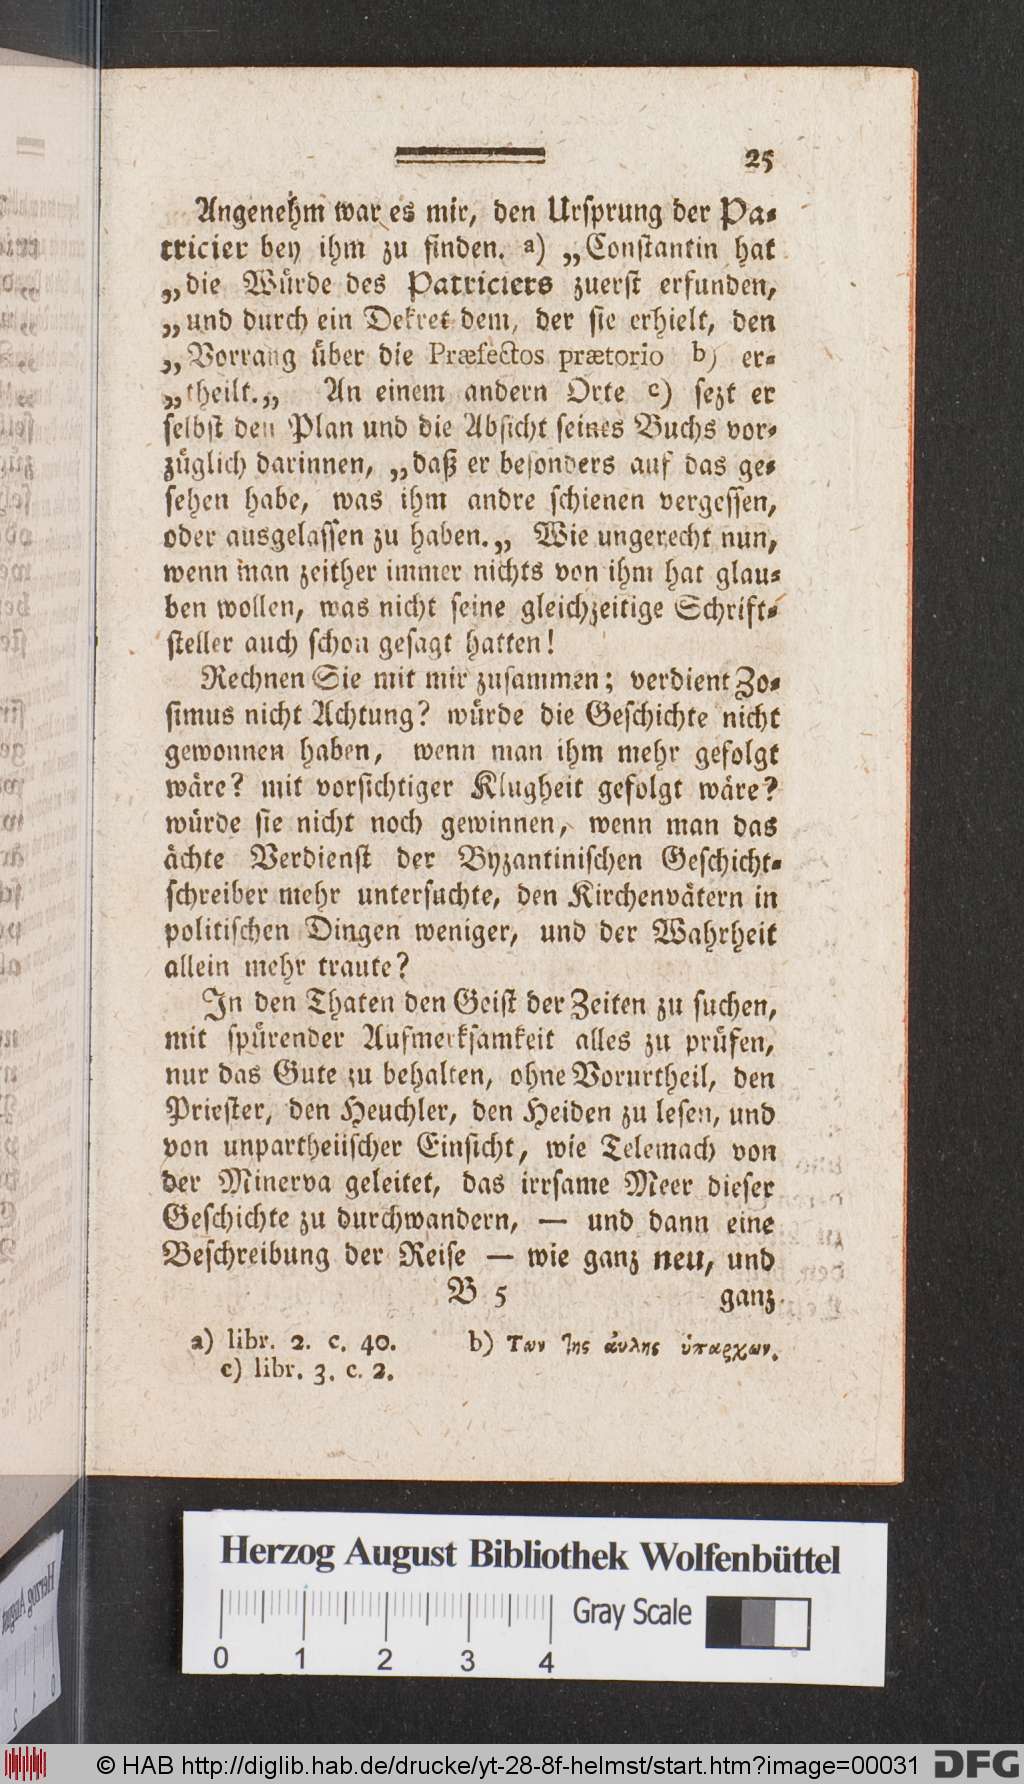 25
Angenehm war es mir, den Ursprung der Pa-
tricier bey ihm zu finden. a) „Constantin hat
„die Würde des Patriciers zuerst erfunden,
„und durch ein Dekret dem, der sie erhielt, den
„Vorrang über die Præfectos prætorio b) er-
„theilt.„ An einem andern Orte c) sezt er
selbst den Plan und die Absicht seines Buchs vor-
züglich darinnen, „daß er besonders auf das ge-
sehen habe, was ihm andre schienen vergessen,
oder ausgelassen zu haben.„ Wie ungerecht nun,
wenn man zeither immer nichts von ihm hat glau-
ben wollen, was nicht seine gleichzeitige Schrift-
steller auch schon gesagt hatten!
Rechnen Sie mit mir zusammen; verdient Zo-
simus nicht Achtung? würde die Geschichte nicht
gewonnen haben, wenn man ihm mehr gefolgt
wäre? mit vorsichtiger Klugheit gefolgt wäre?
würde sie nicht noch gewinnen, wenn man das
ächte Verdienst der Byzantinischen Geschicht-
schreiber mehr untersuchte, den Kirchenvätern in
politischen Dingen weniger, und der Wahrheit
allein mehr traute?
In den Thaten den Geist der Zeiten zu suchen,
mit spürender Aufmerksamkeit alles zu prüfen,
nur das Gute zu behalten, ohne Vorurtheil, den
Priester, den Heuchler, den Heiden zu lesen, und
von unpartheiischer Einsicht, wie Telemach von
der Minerva geleitet, das irrsame Meer dieser
Geschichte zu durchwandern, — und dann eine
Beschreibung der Reise — wie ganz neu, und
B 5 ganz
a) libr. 2. c. 40. b) Των της ἀυλης ὑπαρχων.
c) libr. 3. c. 2.
Herzog August Bibliothek Wolfenbüttel
Gray Scale
0 1 2 3 4
© HAB http://diglib.hab.de/drucke/yt-28-8f-helmst/start.htm?image=00031 DFG